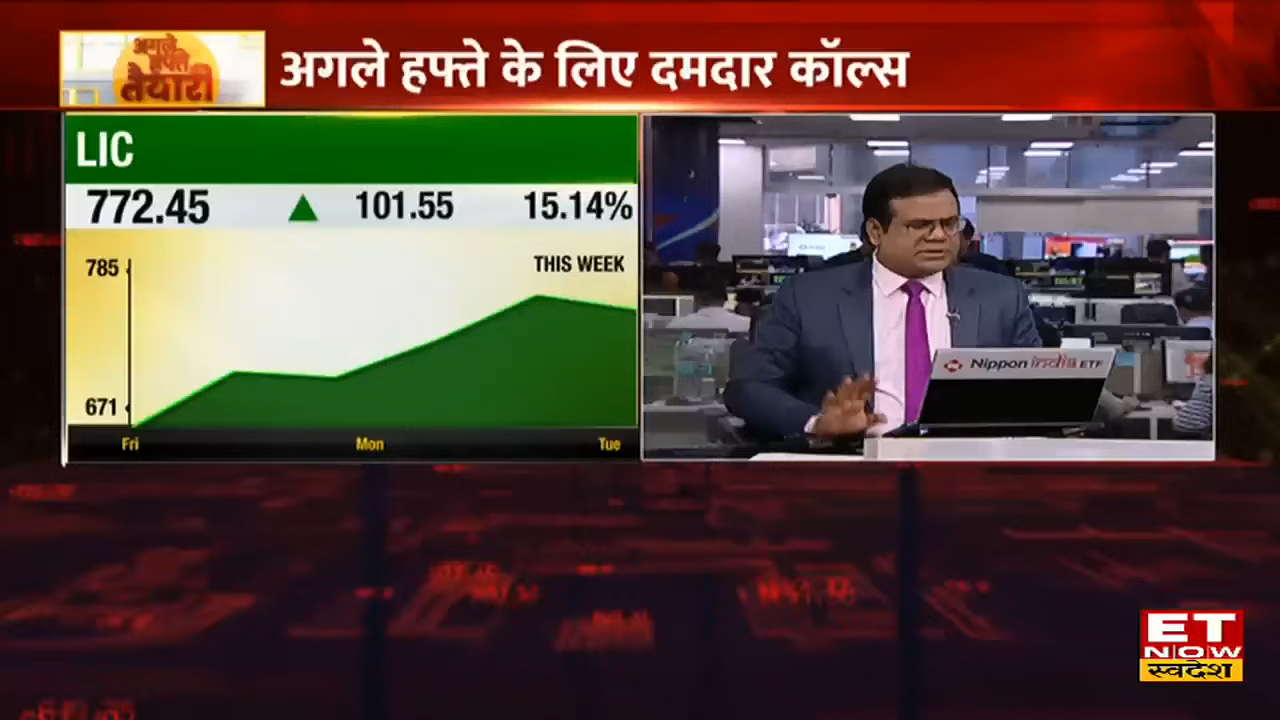 अगले
हफ्ते
तैयारी
अगले हफ्ते के लिए दमदार कॉल्स
LIC
772.45 ▲ 101.55 15.14%
785
THIS WEEK
671
Fri Mon Tue
Nippon india ETF
ET
NOW
स्वदेश